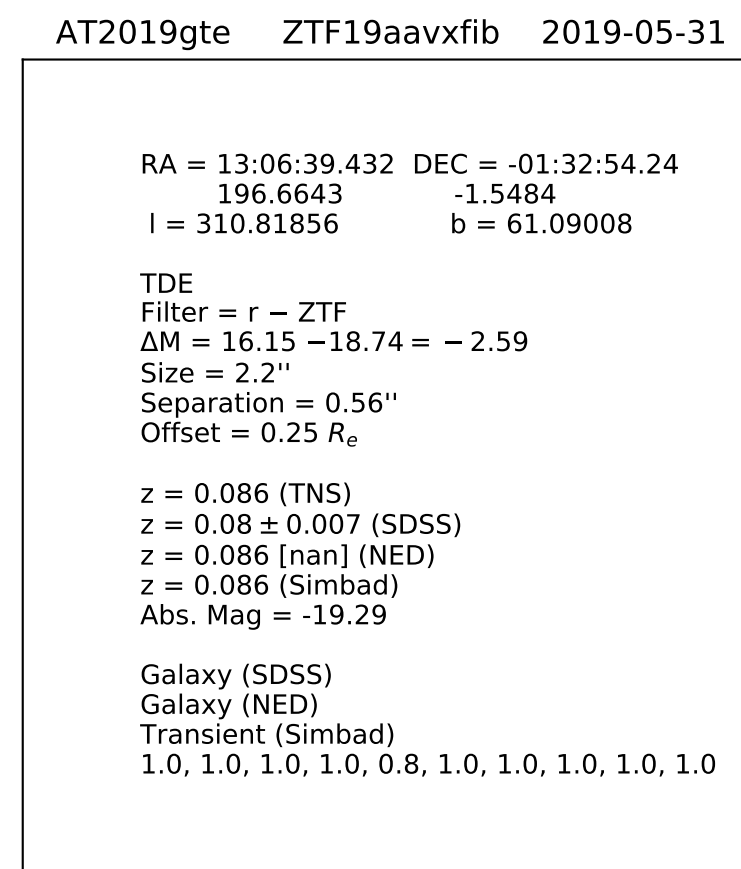 AT2019gte ZTF19aavxfib 2019-05-31
RA = 13:06:39.432 DEC = -01:32:54.24
196.6643 -1.5484
l = 310.81856 b = 61.09008
TDE
Filter = r − ZTF
ΔM = 16.15 −18.74 = − 2.59
Size = 2.2''
Separation = 0.56''
Offset = 0.25 Rₑ
z = 0.086 (TNS)
z = 0.08 ± 0.007 (SDSS)
z = 0.086 [nan] (NED)
z = 0.086 (Simbad)
Abs. Mag = -19.29
Galaxy (SDSS)
Galaxy (NED)
Transient (Simbad)
1.0, 1.0, 1.0, 1.0, 0.8, 1.0, 1.0, 1.0, 1.0, 1.0